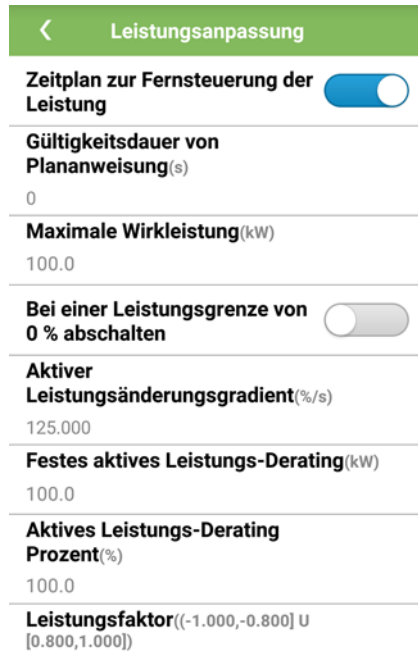 Leistungsanpassung
Zeitplan zur Fernsteuerung der
Leistung
Gültigkeitsdauer von
Plananweisung(s)
0
Maximale Wirkleistung(kW)
100.0
Bei einer Leistungsgrenze von
0 % abschalten
Aktiver
Leistungsänderungsgradient(%/s)
125.000
Festes aktives Leistungs-Derating(kW)
100.0
Aktives Leistungs-Derating
Prozent(%)
100.0
Leistungsfaktor((-1.000,-0.800] U
[0.800,1.000])